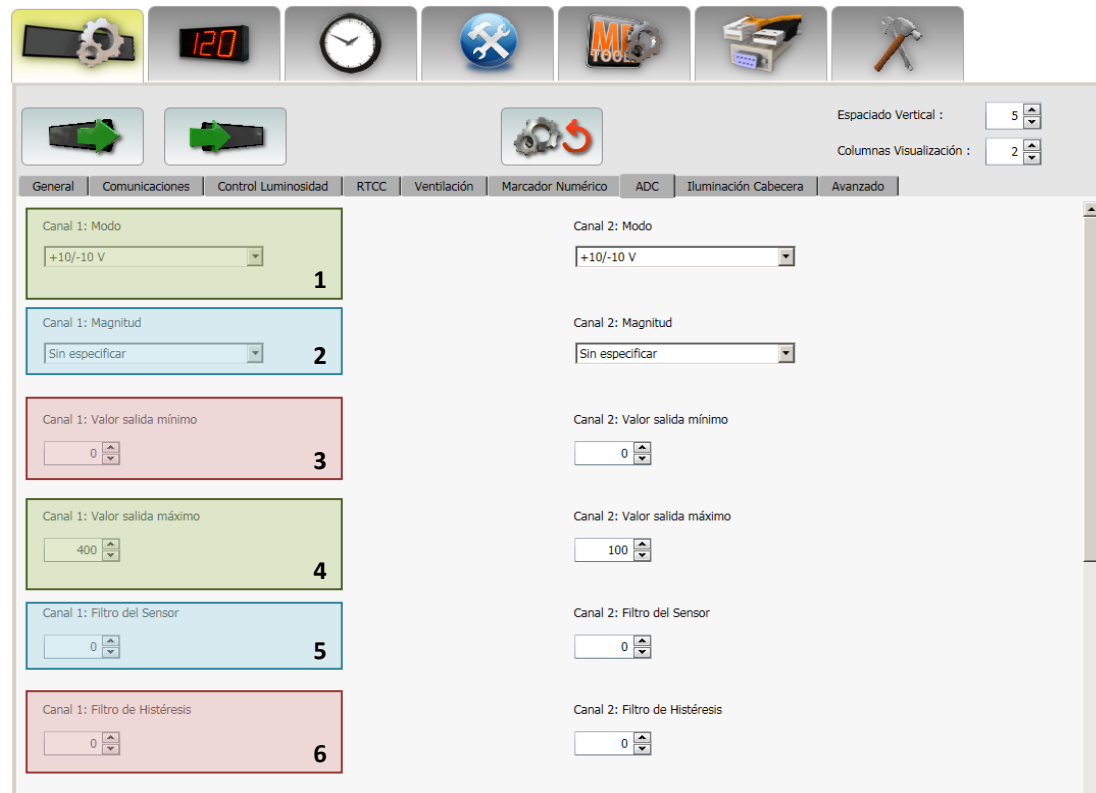 120
MP
TOOLS
Espaciado Vertical : 5
Columnas Visualización : 2
General Comunicaciones Control Luminosidad RTCC Ventilación Marcador Numérico ADC Iluminación Cabecera Avanzado
Canal 1: Modo Canal 2: Modo
+10/-10 V +10/-10 V
1
Canal 1: Magnitud Canal 2: Magnitud
Sin especificar 2 Sin especificar
Canal 1: Valor salida mínimo Canal 2: Valor salida mínimo
0 0
3
Canal 1: Valor salida máximo Canal 2: Valor salida máximo
400 100
4
Canal 1: Filtro del Sensor Canal 2: Filtro del Sensor
0 5 0
Canal 1: Filtro de Histéresis Canal 2: Filtro de Histéresis
0 0
6